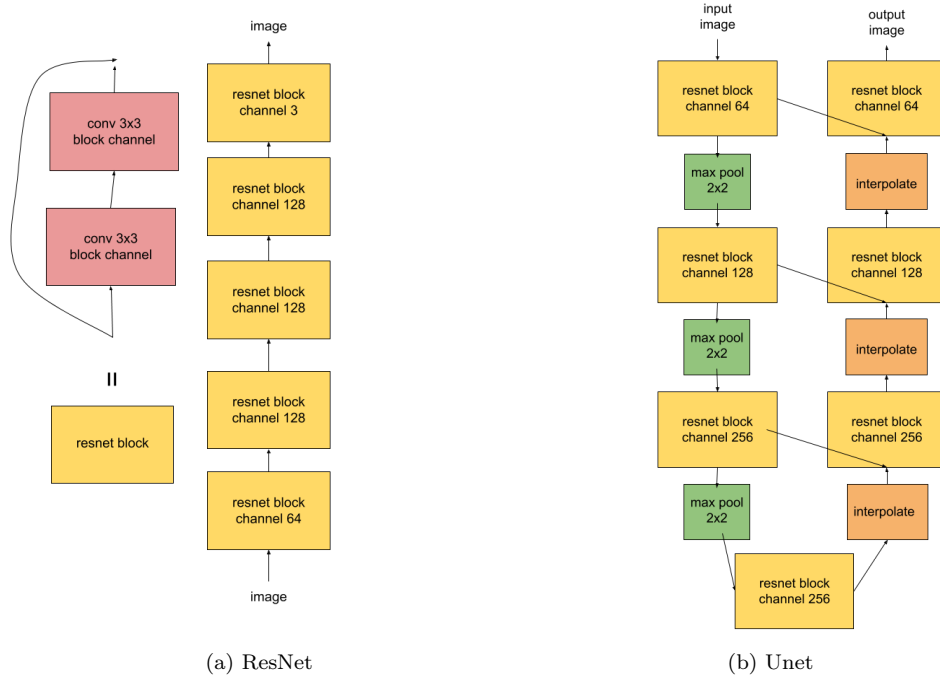 conv 3x3
block channel
conv 3x3
block channel
=
resnet block
image
resnet block
channel 3
resnet block
channel 128
resnet block
channel 128
resnet block
channel 128
resnet block
channel 64
image
(a) ResNet
input
image
resnet block
channel 64
max pool
2x2
resnet block
channel 128
max pool
2x2
resnet block
channel 256
max pool
2x2
resnet block
channel 256
output
image
resnet block
channel 64
interpolate
resnet block
channel 128
interpolate
resnet block
channel 256
interpolate
(b) Unet